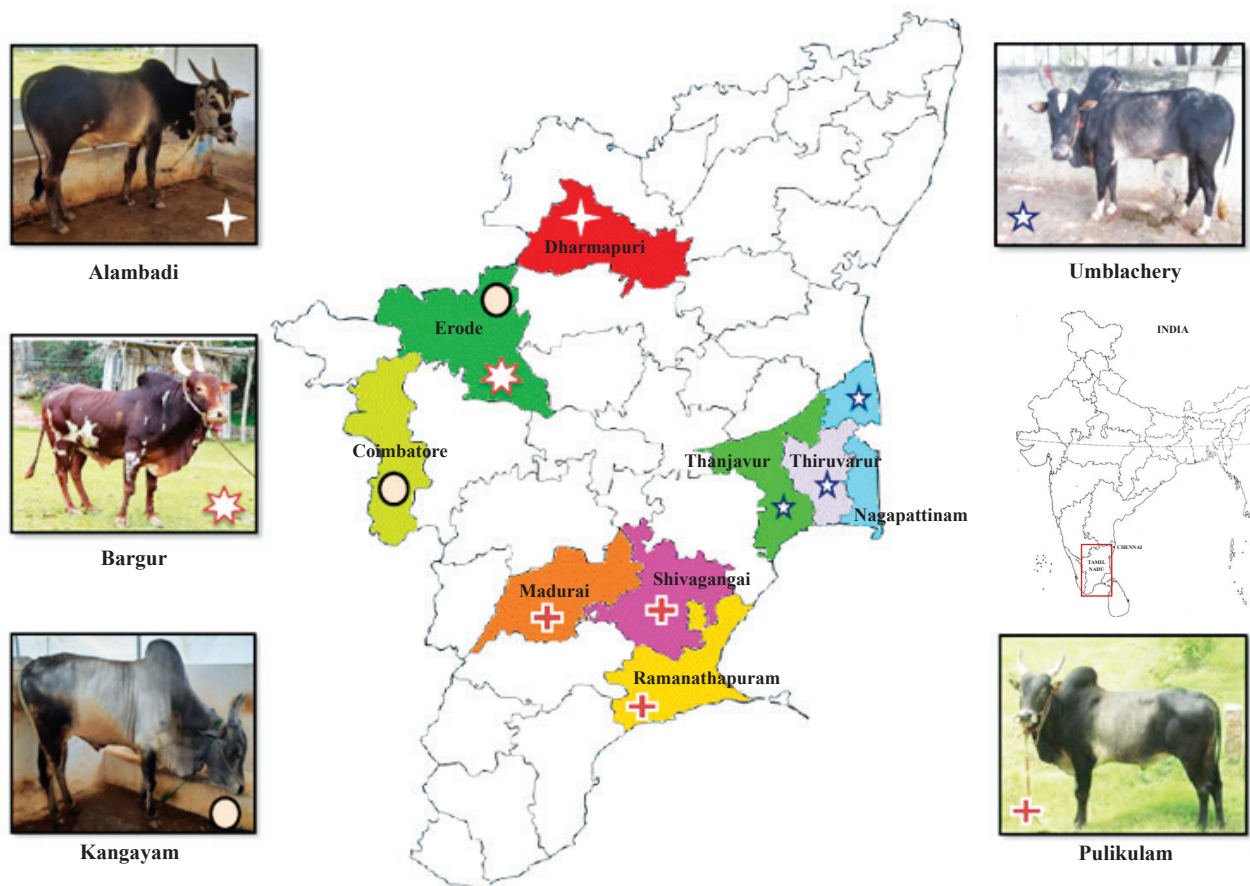 Alambadi
Bargur
Kangayam
Dharmapuri
Erode
Coimbatore
Thanjavur
Thiruvarur
Nagapattinam
Madurai
Shivagangai
Ramanathapuram
Umblachery
INDIA
CHENNAI
TAMIL
NADU
Pulikulam